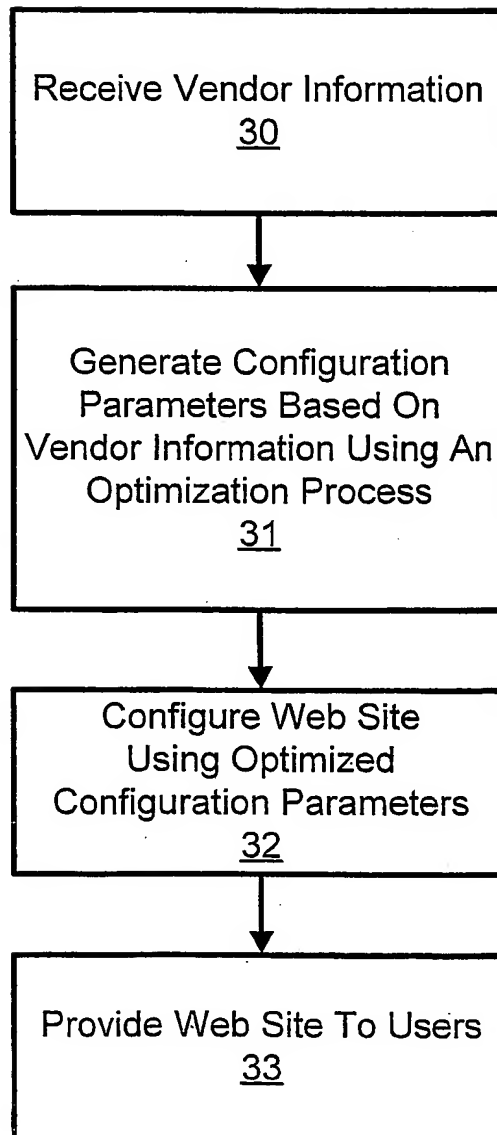 Receive Vendor Information
30
Generate Configuration
Parameters Based On
Vendor Information Using An
Optimization Process
31
Configure Web Site
Using Optimized
Configuration Parameters
32
Provide Web Site To Users
33